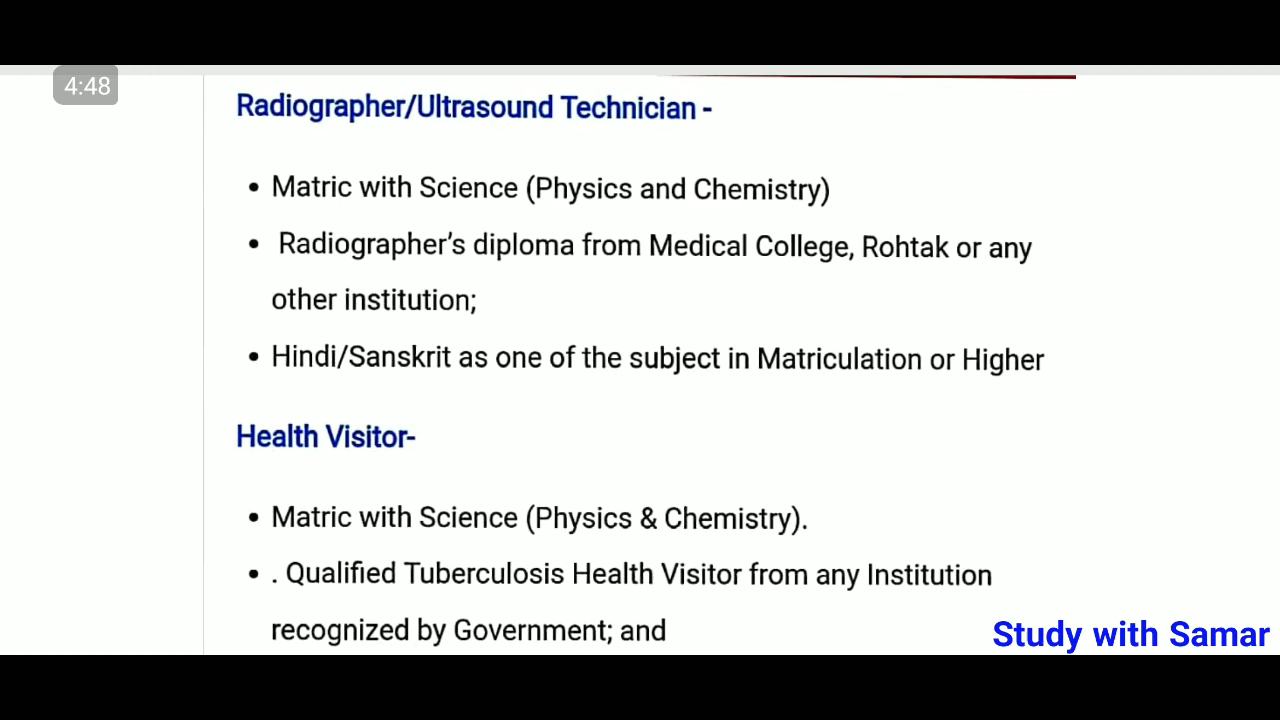 4:48
Radiographer/Ultrasound Technician -
• Matric with Science (Physics and Chemistry)
• Radiographer’s diploma from Medical College, Rohtak or any
other institution;
• Hindi/Sanskrit as one of the subject in Matriculation or Higher
Health Visitor-
• Matric with Science (Physics & Chemistry).
• . Qualified Tuberculosis Health Visitor from any Institution
recognized by Government; and
Study with Samar